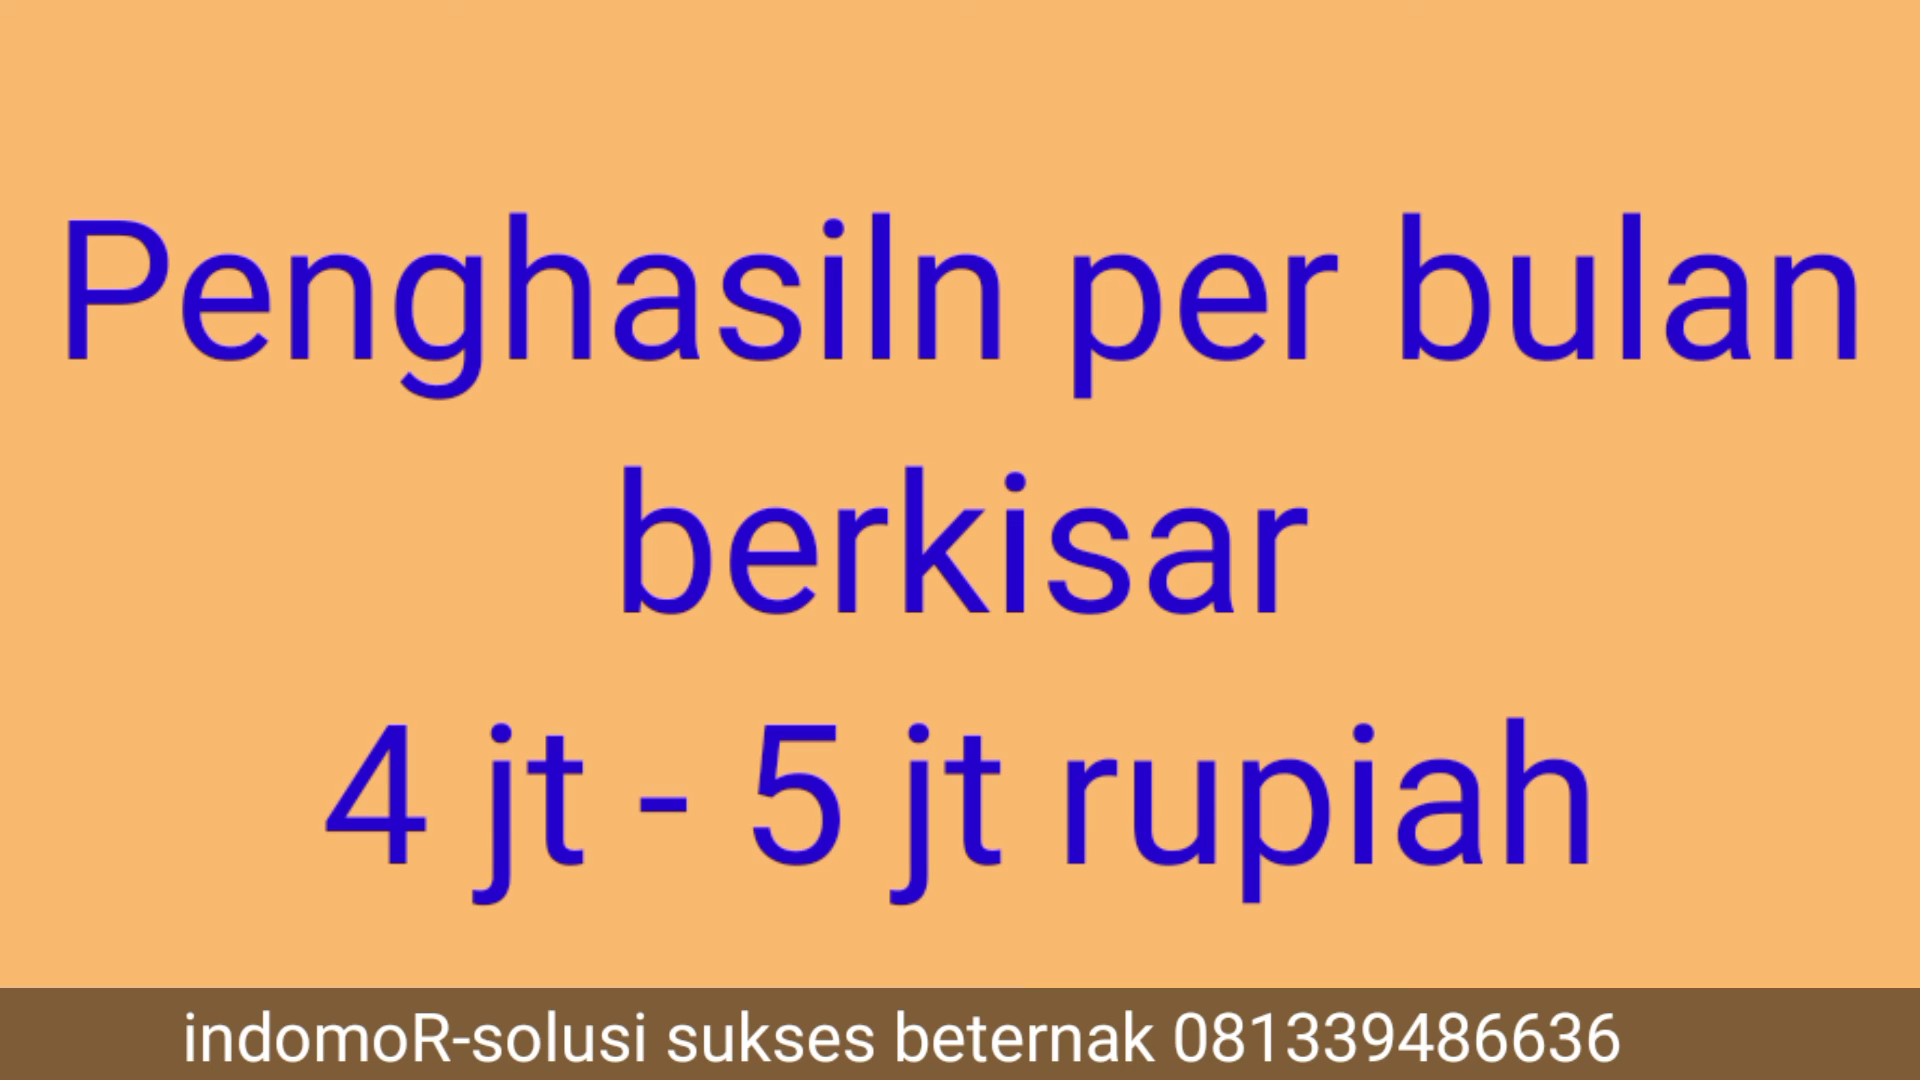 Penghasiln per bulan
berkisar
4 jt - 5 jt rupiah
indomoR-solusi sukses beternak 081339486636